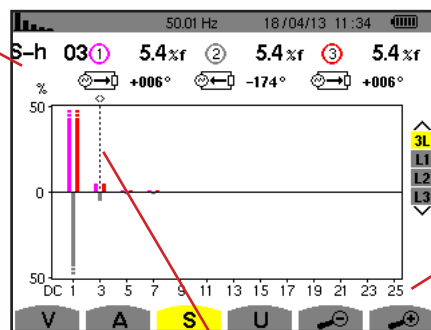 50.01 Hz 18/04/13 11:34
S-h 03 1 5.4%f 2 5.4%f 3 5.4%f
+006° -174° +006°
%
50
3L
L1
L2
L3
0
50
DC 1 3 5 7 9 11 13 15 17 19 21 23 25
V A S U